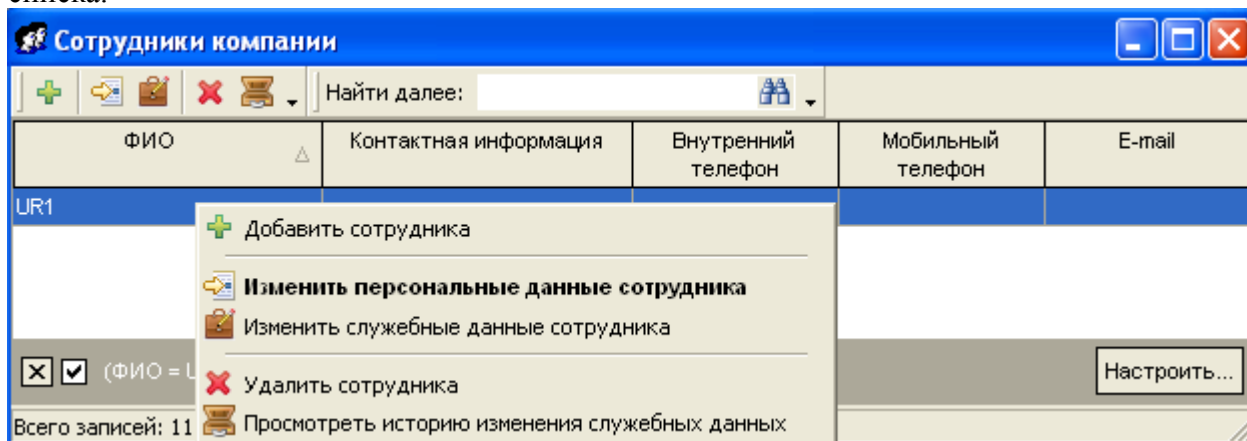 Сотрудники компании
Найти далее:
ФИО Контактная информация Внутренний телефон Мобильный телефон E-mail
UR1
Добавить сотрудника
Изменить персональные данные сотрудника
Изменить служебные данные сотрудника
(ФИО = Настроить...
Удалить сотрудника
Всего записей: 11 Просмотреть историю изменения служебных данных